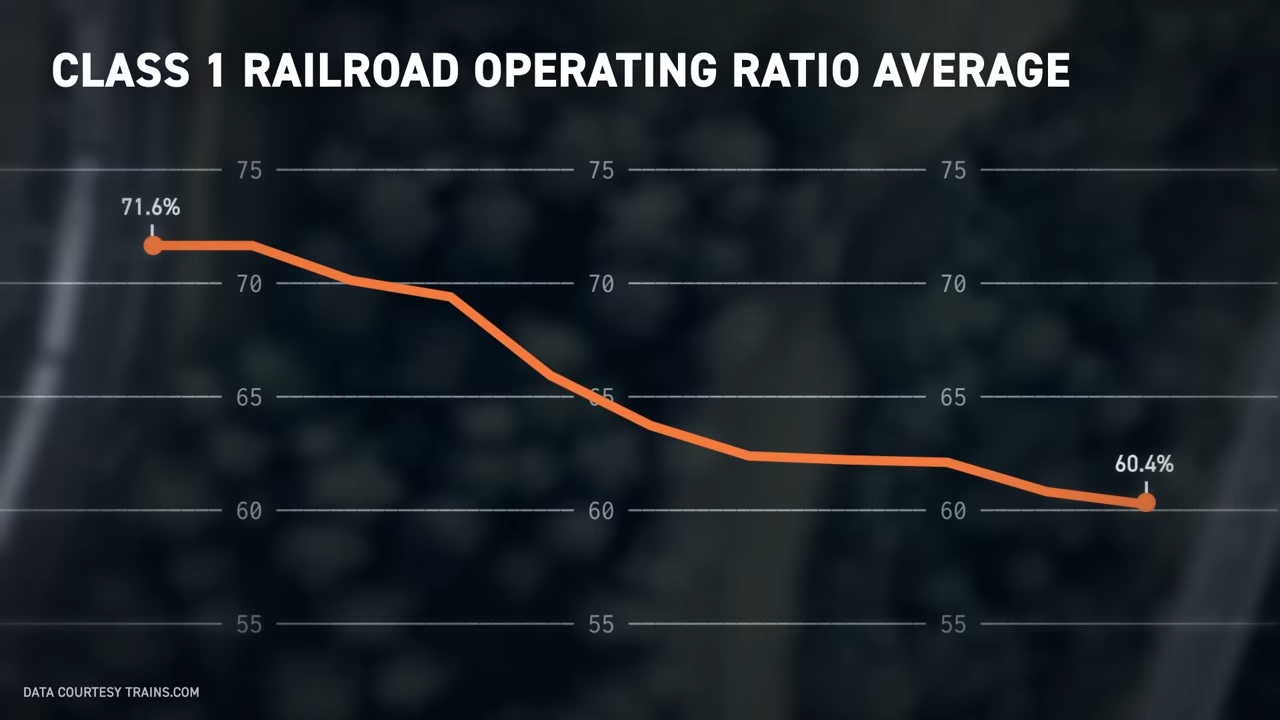 CLASS 1 RAILROAD OPERATING RATIO AVERAGE
75 75 75
71.6%
70 70 70
65 65 65
60.4%
60 60 60
55 55 55
DATA COURTESY TRAINS.COM